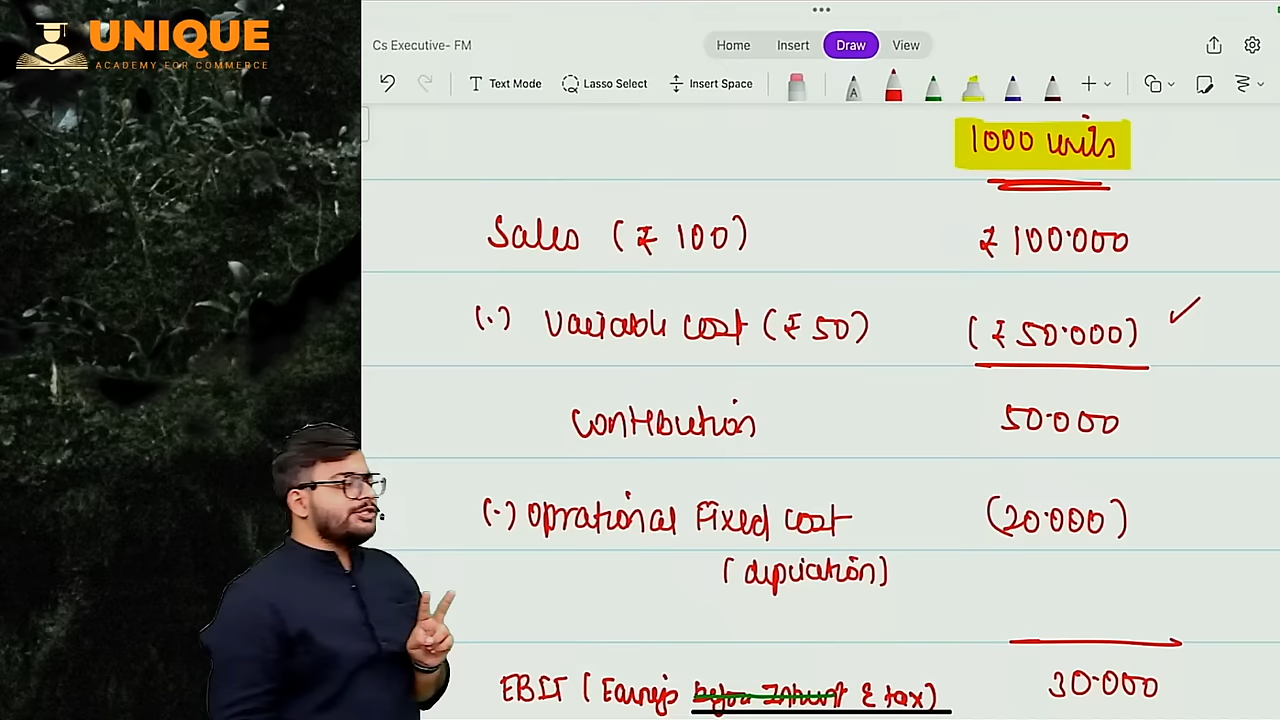 UNIQUE
ACADEMY FOR COMMERCE
Cs Executive- FM
Home Insert Draw View
Text Mode Lasso Select Insert Space
1000 units
Sales (₹ 100) ₹ 100·000
(-) Variable cost (₹ 50) (₹ 50·000) ✓
Contribution 50·000
(-) Oprational Fixed cost (20·000)
(depriation)
EBIT (Earnings before Interest & tax) 30·000